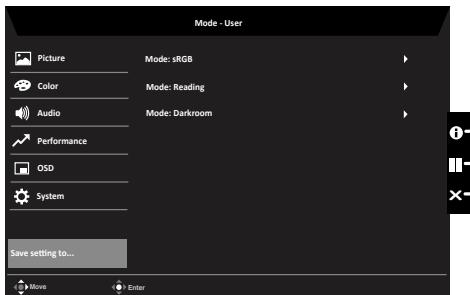 Mode - User
Picture
Mode: sRGB
Color
Mode: Reading
Audio
Mode: Darkroom
Performance
OSD
System
Save setting to...
Move
Enter